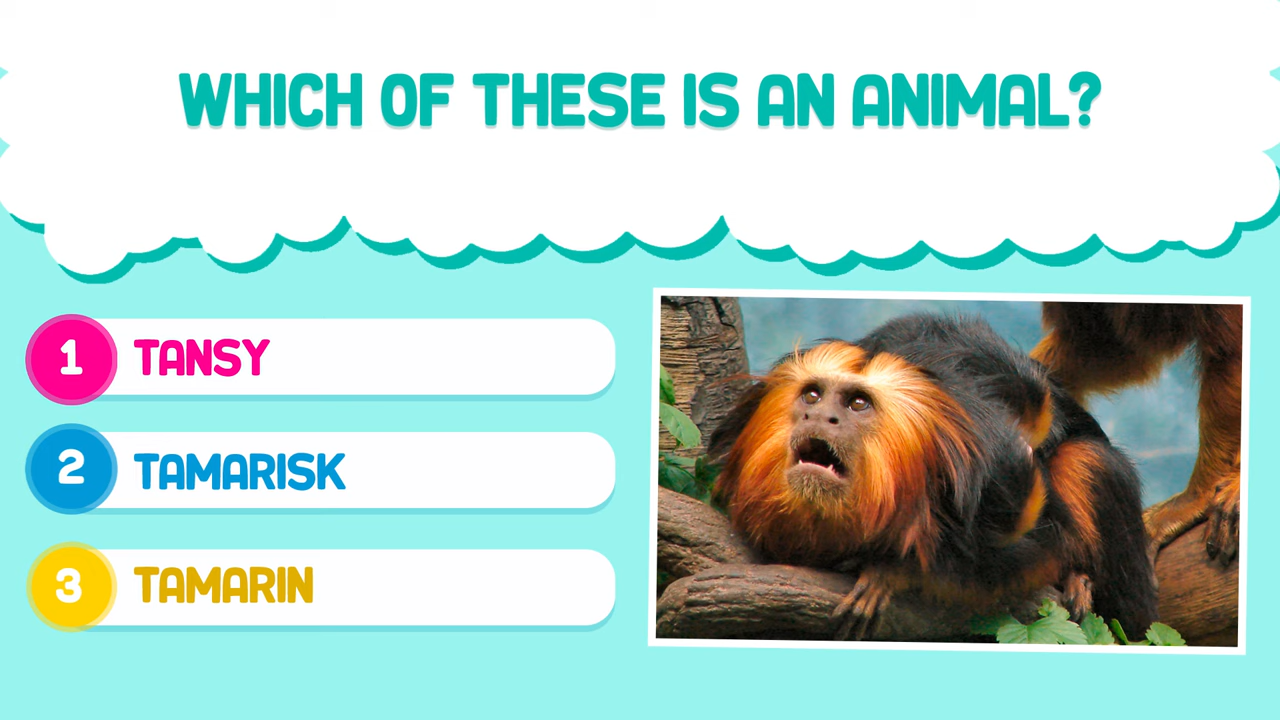 WHICH OF THESE IS AN ANIMAL?
1 TANSY
2 TAMARISK
3 TAMARIN